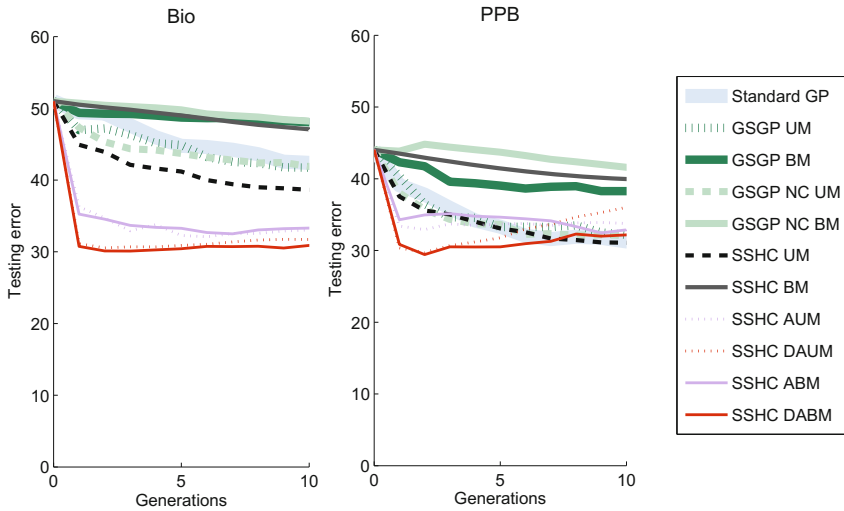 Bio
PPB
60
50
40
30
20
10
0
0
5
10
Testing error
Generations
60
50
40
30
20
10
0
0
5
10
Testing error
Generations
Standard GP
GSGP UM
GSGP BM
GSGP NC UM
GSGP NC BM
SSHC UM
SSHC BM
SSHC AUM
SSHC DAUM
SSHC ABM
SSHC DABM